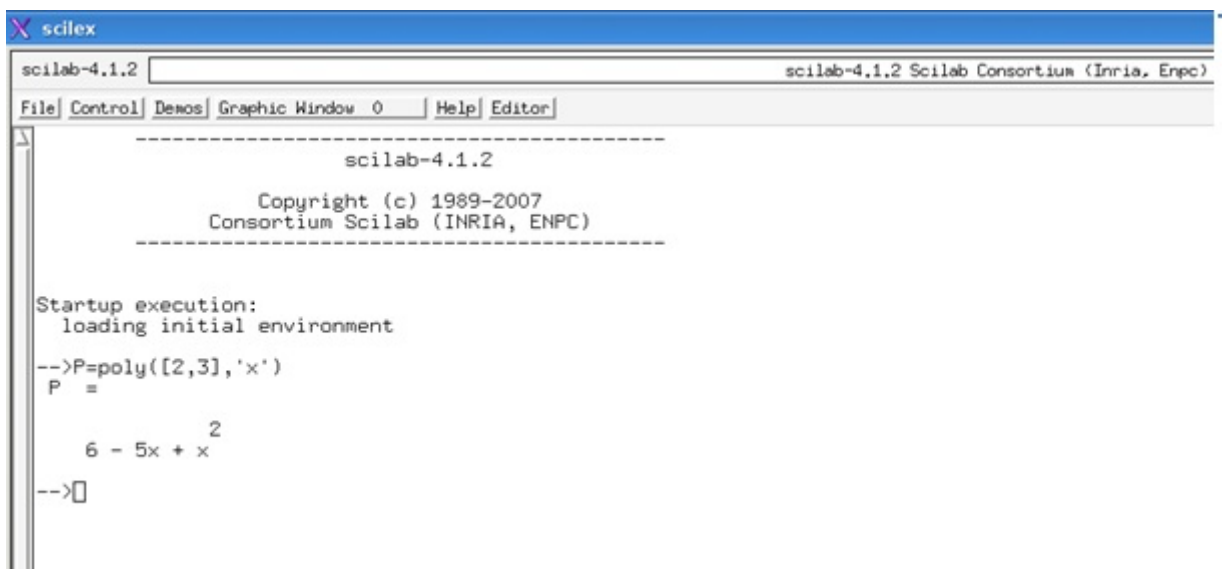 scilex
scilab-4.1.2 scilab-4.1.2 Scilab Consortium (Inria, Enpc)
File Control Demos Graphic Window 0 Help Editor
-------------------------------------------
scilab-4.1.2
Copyright (c) 1989-2007
Consortium Scilab (INRIA, ENPC)
-------------------------------------------
Startup execution:
loading initial environment
-->P=poly([2,3],'x')
P =
2
6 - 5x + x
-->